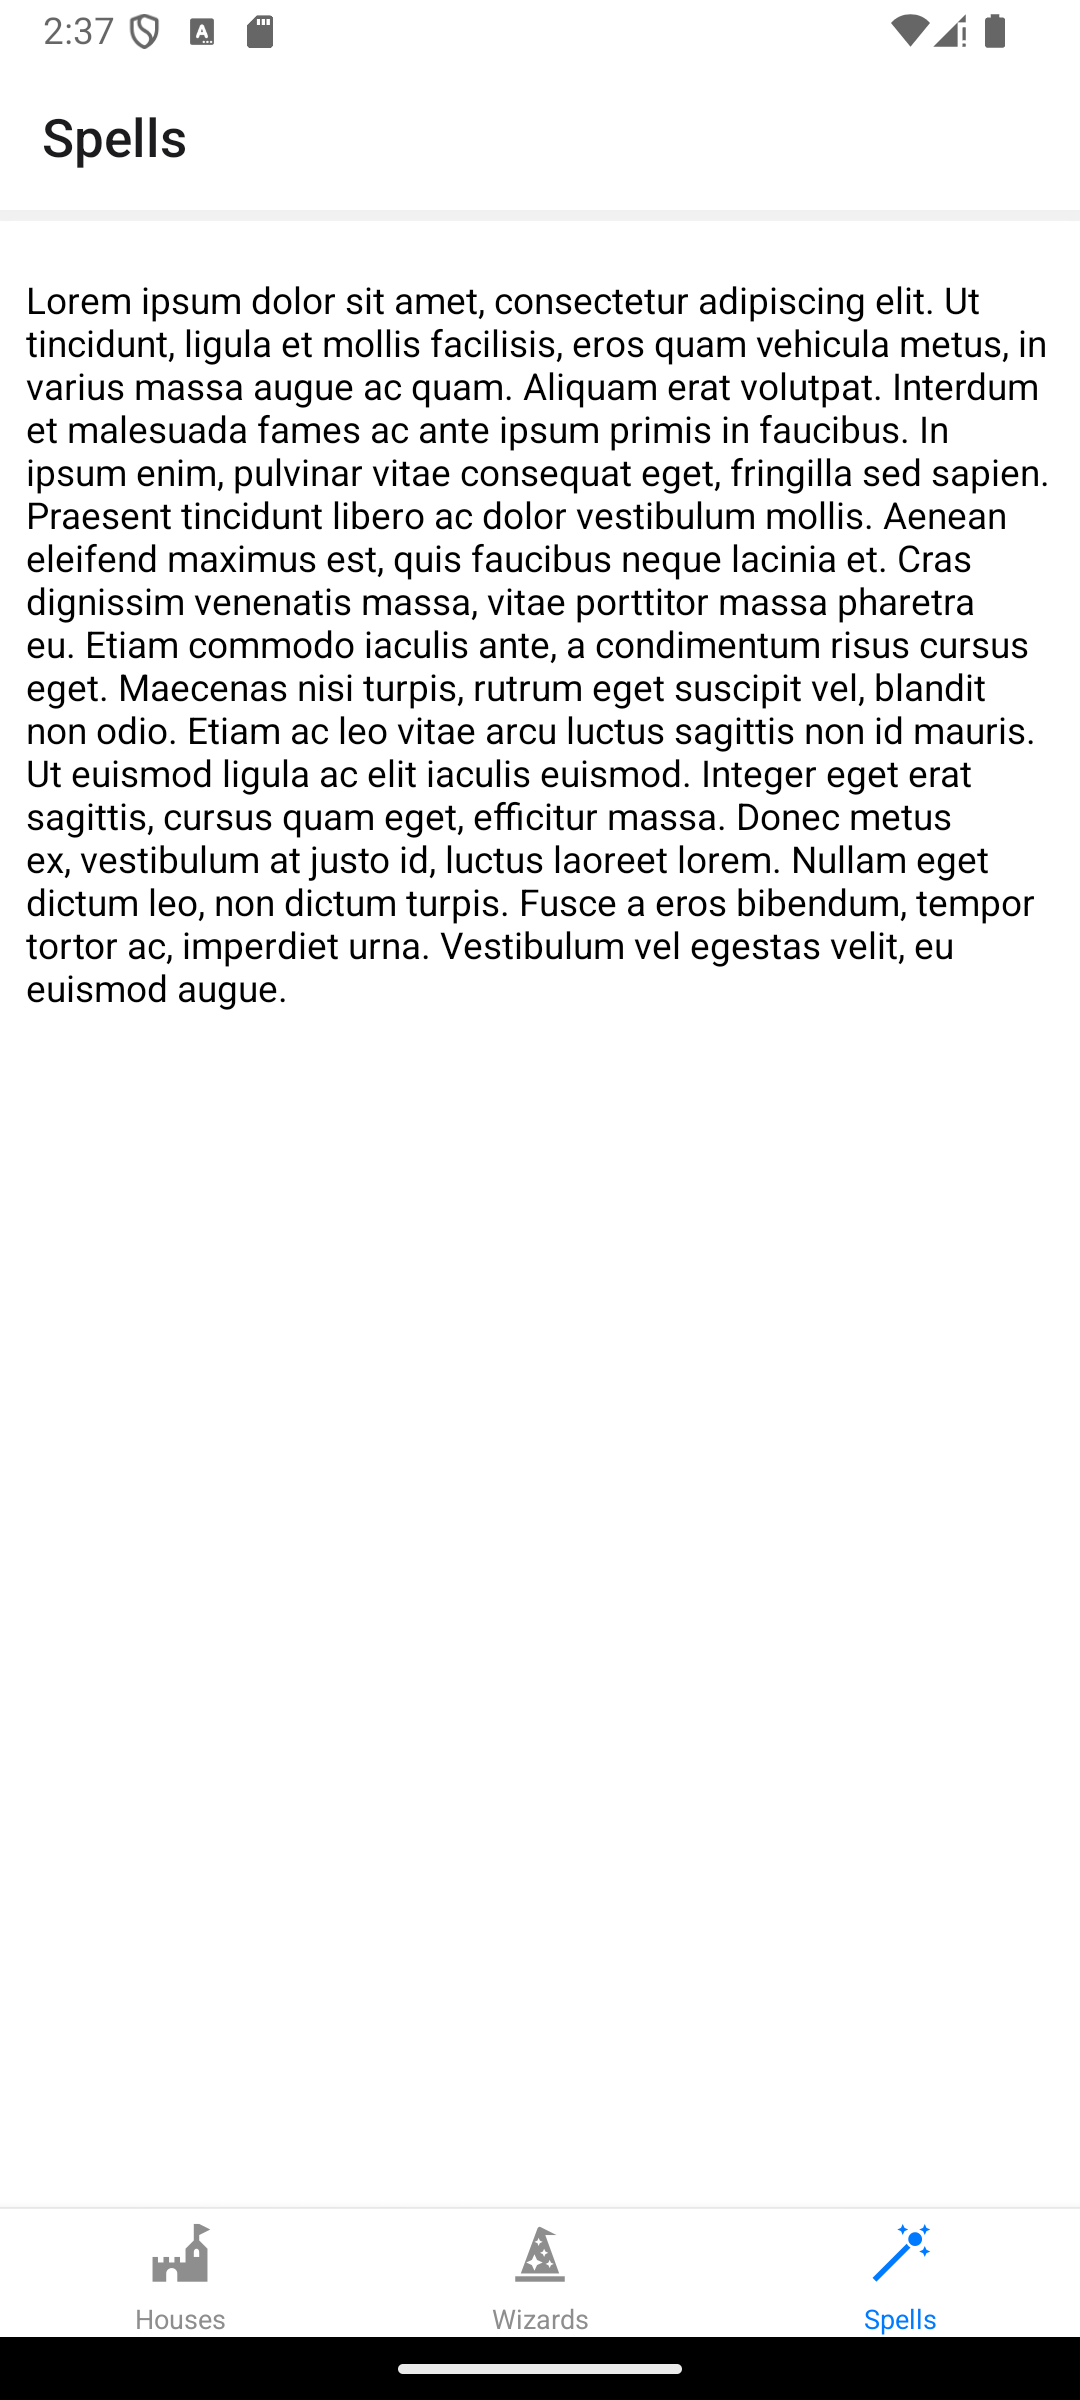 2:37
Spells
Lorem ipsum dolor sit amet, consectetur adipiscing elit. Ut
tincidunt, ligula et mollis facilisis, eros quam vehicula metus, in
varius massa augue ac quam. Aliquam erat volutpat. Interdum
et malesuada fames ac ante ipsum primis in faucibus. In
ipsum enim, pulvinar vitae consequat eget, fringilla sed sapien.
Praesent tincidunt libero ac dolor vestibulum mollis. Aenean
eleifend maximus est, quis faucibus neque lacinia et. Cras
dignissim venenatis massa, vitae porttitor massa pharetra
eu. Etiam commodo iaculis ante, a condimentum risus cursus
eget. Maecenas nisi turpis, rutrum eget suscipit vel, blandit
non odio. Etiam ac leo vitae arcu luctus sagittis non id mauris.
Ut euismod ligula ac elit iaculis euismod. Integer eget erat
sagittis, cursus quam eget, efficitur massa. Donec metus
ex, vestibulum at justo id, luctus laoreet lorem. Nullam eget
dictum leo, non dictum turpis. Fusce a eros bibendum, tempor
tortor ac, imperdiet urna. Vestibulum vel egestas velit, eu
euismod augue.
Houses
Wizards
Spells